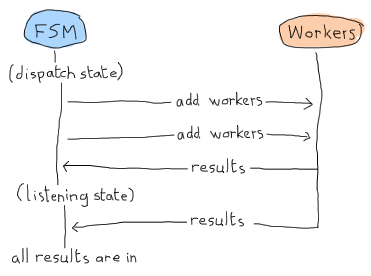 FSM
Workers
(dispatch state)
add workers
add workers
results
(listening state)
results
all results are in